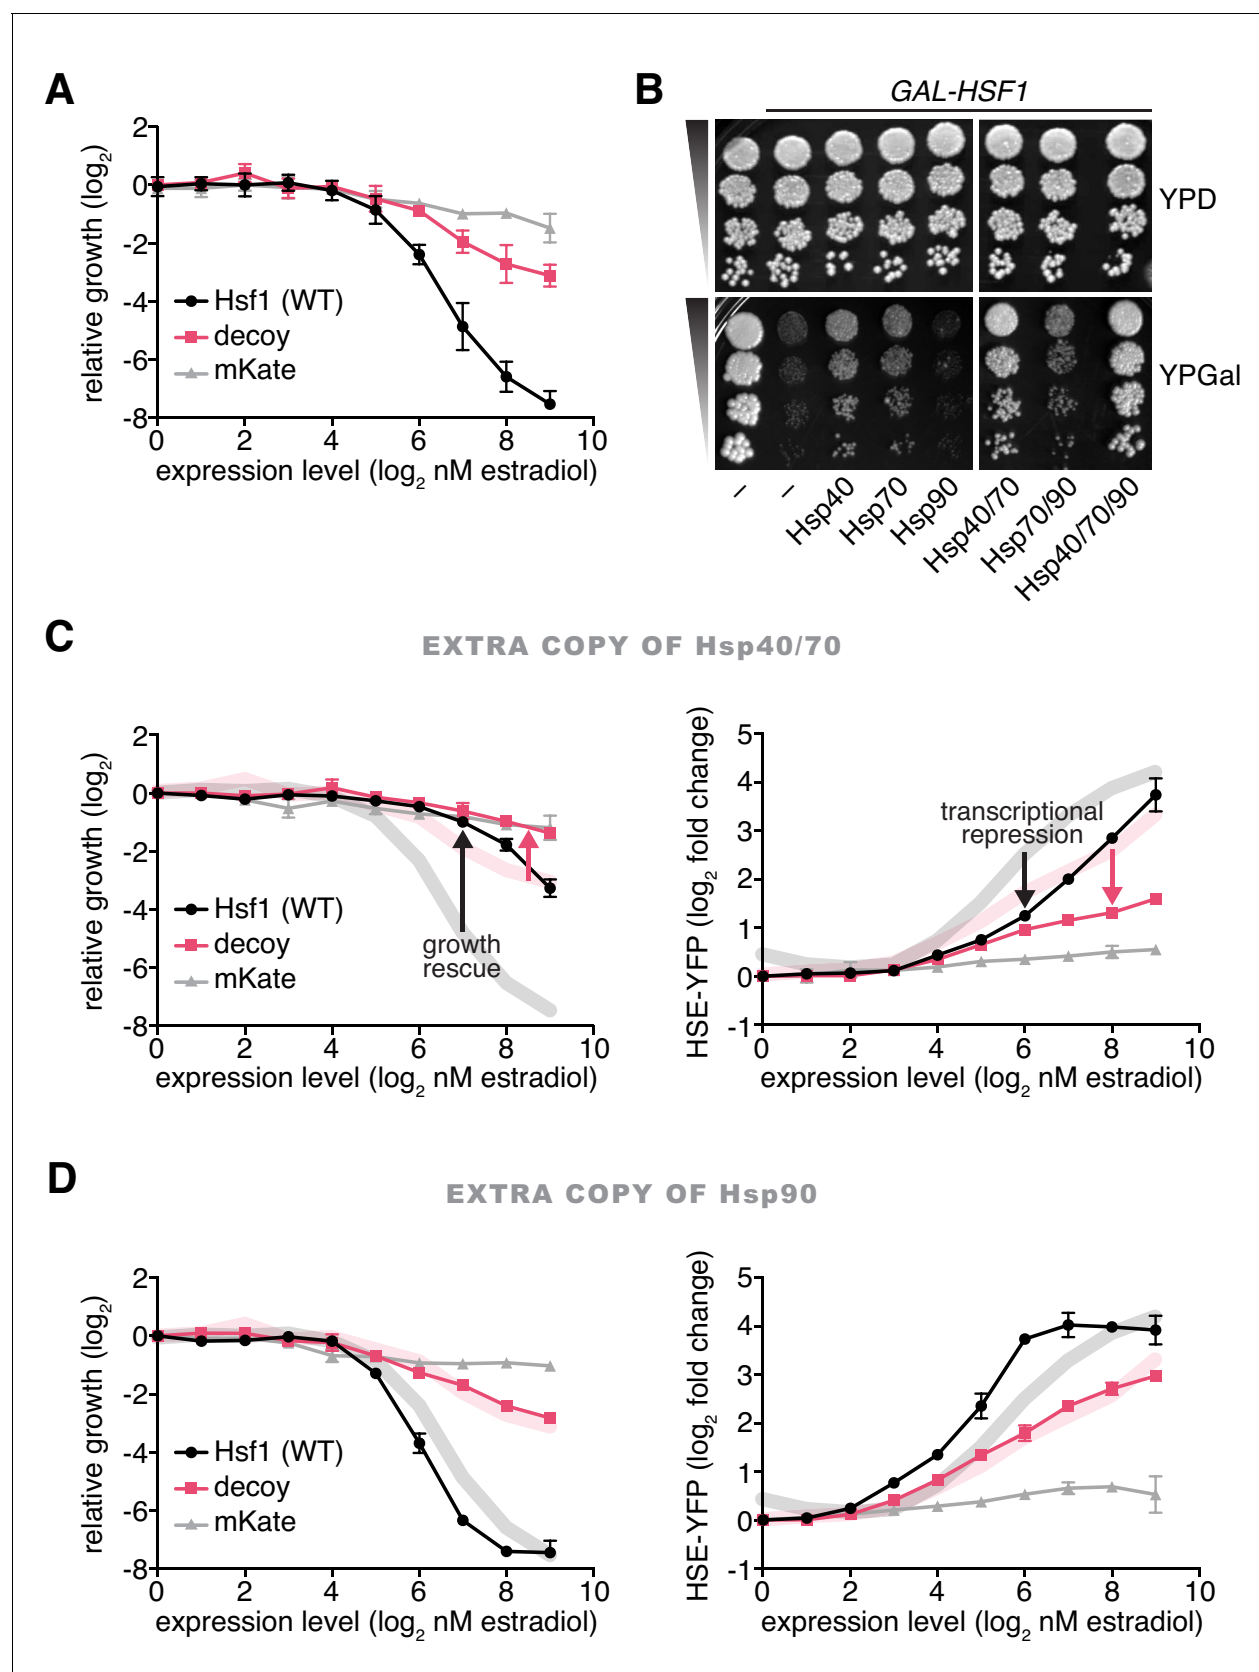 A
relative growth (log2)
2
0
-2
-4
-6
-8
Hsf1 (WT)
decoy
mKate
0 2 4 6 8 10
expression level (log2 nM estradiol)
B
GAL-HSF1
YPD
YPGal
– – Hsp40 Hsp70 Hsp90 Hsp40/70 Hsp70/90 Hsp40/70/90
C
EXTRA COPY OF Hsp40/70
relative growth (log2)
2
0
-2
-4
-6
-8
Hsf1 (WT)
decoy
mKate
growth
rescue
0 2 4 6 8 10
expression level (log2 nM estradiol)
HSE-YFP (log2 fold change)
5
4
3
2
1
0
-1
transcriptional
repression
0 2 4 6 8 10
expression level (log2 nM estradiol)
D
EXTRA COPY OF Hsp90
relative growth (log2)
2
0
-2
-4
-6
-8
Hsf1 (WT)
decoy
mKate
0 2 4 6 8 10
expression level (log2 nM estradiol)
HSE-YFP (log2 fold change)
5
4
3
2
1
0
-1
0 2 4 6 8 10
expression level (log2 nM estradiol)